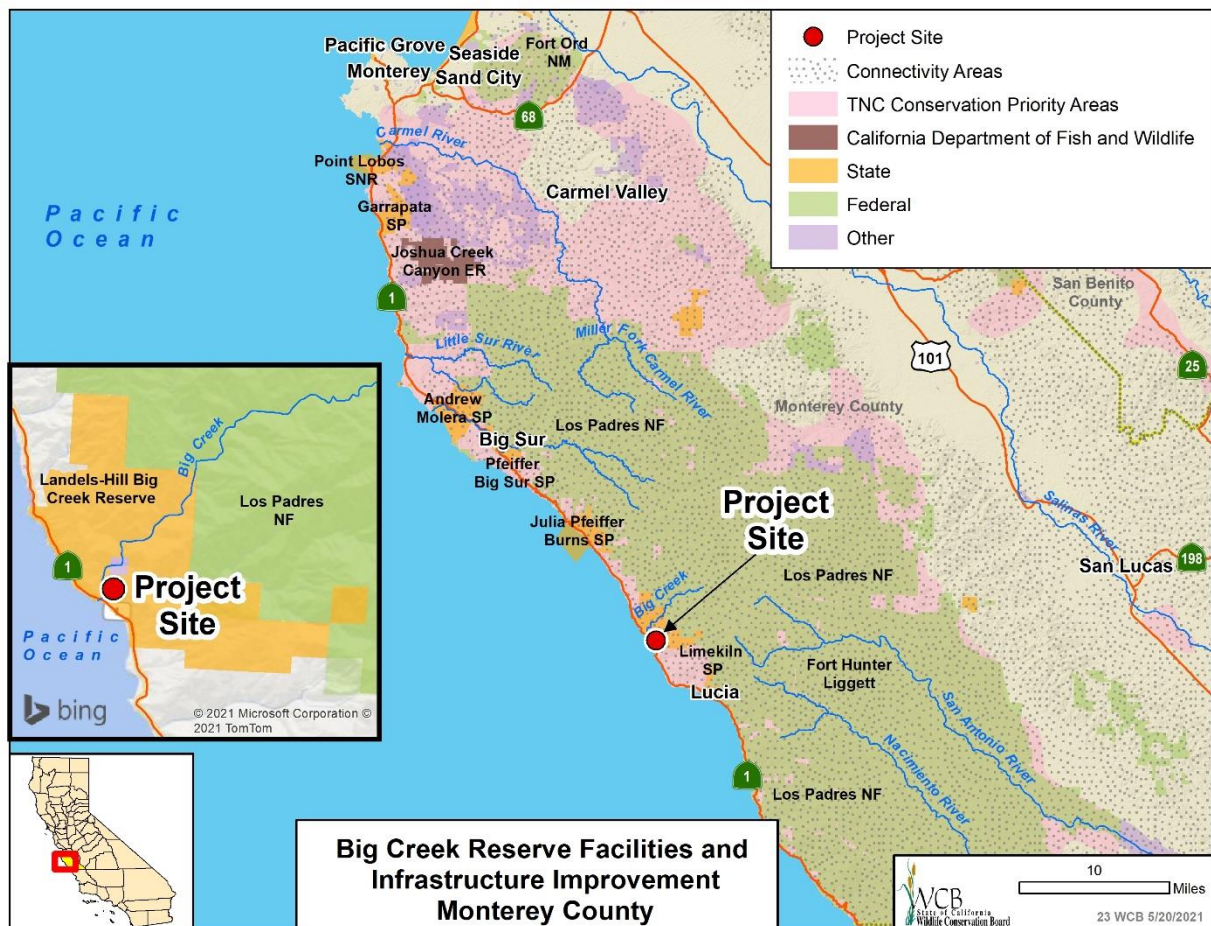 Pacific Grove
Monterey
Seaside
Sand City
Fort Ord
NM
68
Carmel River
Point Lobos
SNR
Garrapata
SP
Carmel Valley
Joshua Creek
Canyon ER
Pacific
Ocean
1
Little Sur River
Miller Fork Carmel River
Andrew
Molera SP
Big Sur
Los Padres NF
Pfeiffer
Big Sur SP
Julia Pfeiffer
Burns SP
Project
Site
Big Creek
Los Padres NF
Limekiln
SP
Lucia
Fort Hunter
Liggett
San Antonio River
Nacimiento River
1
Los Padres NF
101
Monterey County
San Benito
County
25
Salinas River
San Lucas
198
Project Site
Connectivity Areas
TNC Conservation Priority Areas
California Department of Fish and Wildlife
State
Federal
Other
Landels-Hill Big
Creek Reserve
Big Creek
Los Padres
NF
1
Project
Site
Pacific
Ocean
bing
© 2021 Microsoft Corporation ©
2021 TomTom
Big Creek Reserve Facilities and
Infrastructure Improvement
Monterey County
WCB
State of California
Wildlife Conservation Board
10
Miles
23 WCB 5/20/2021